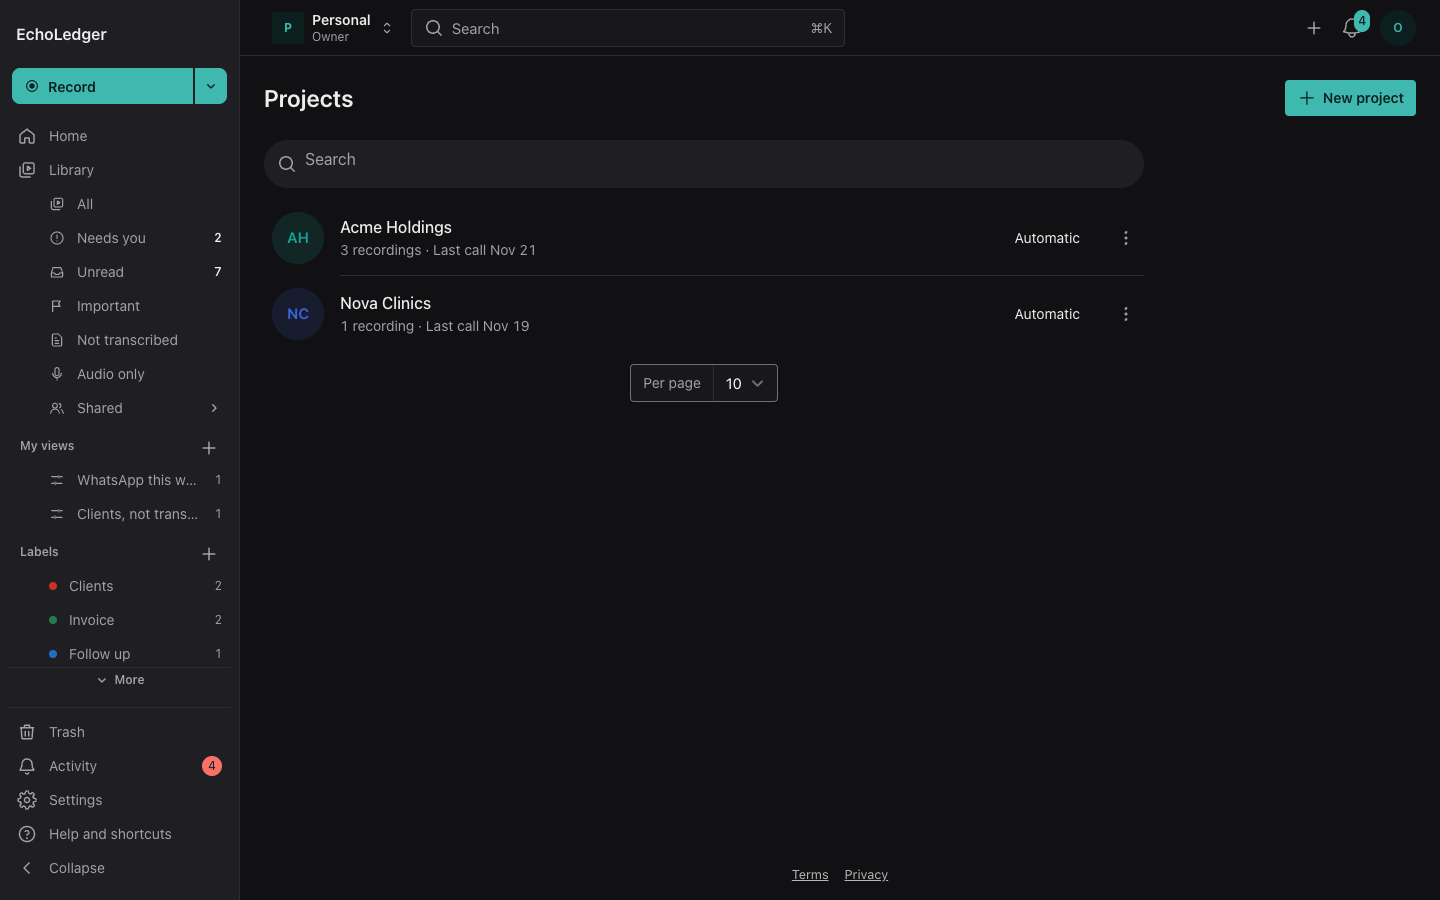 EchoLedger
Record
Home
Library
All
Needs you 2
Unread 7
Important
Not transcribed
Audio only
Shared
My views
WhatsApp this w... 1
Clients, not trans... 1
Labels
Clients 2
Invoice 2
Follow up 1
More
Trash
Activity 4
Settings
Help and shortcuts
Collapse
P
Personal
Owner
Search ⌘K
4
O
Projects
New project
Search
AH
Acme Holdings
3 recordings · Last call Nov 21
Automatic
NC
Nova Clinics
1 recording · Last call Nov 19
Automatic
Per page 10
Terms Privacy